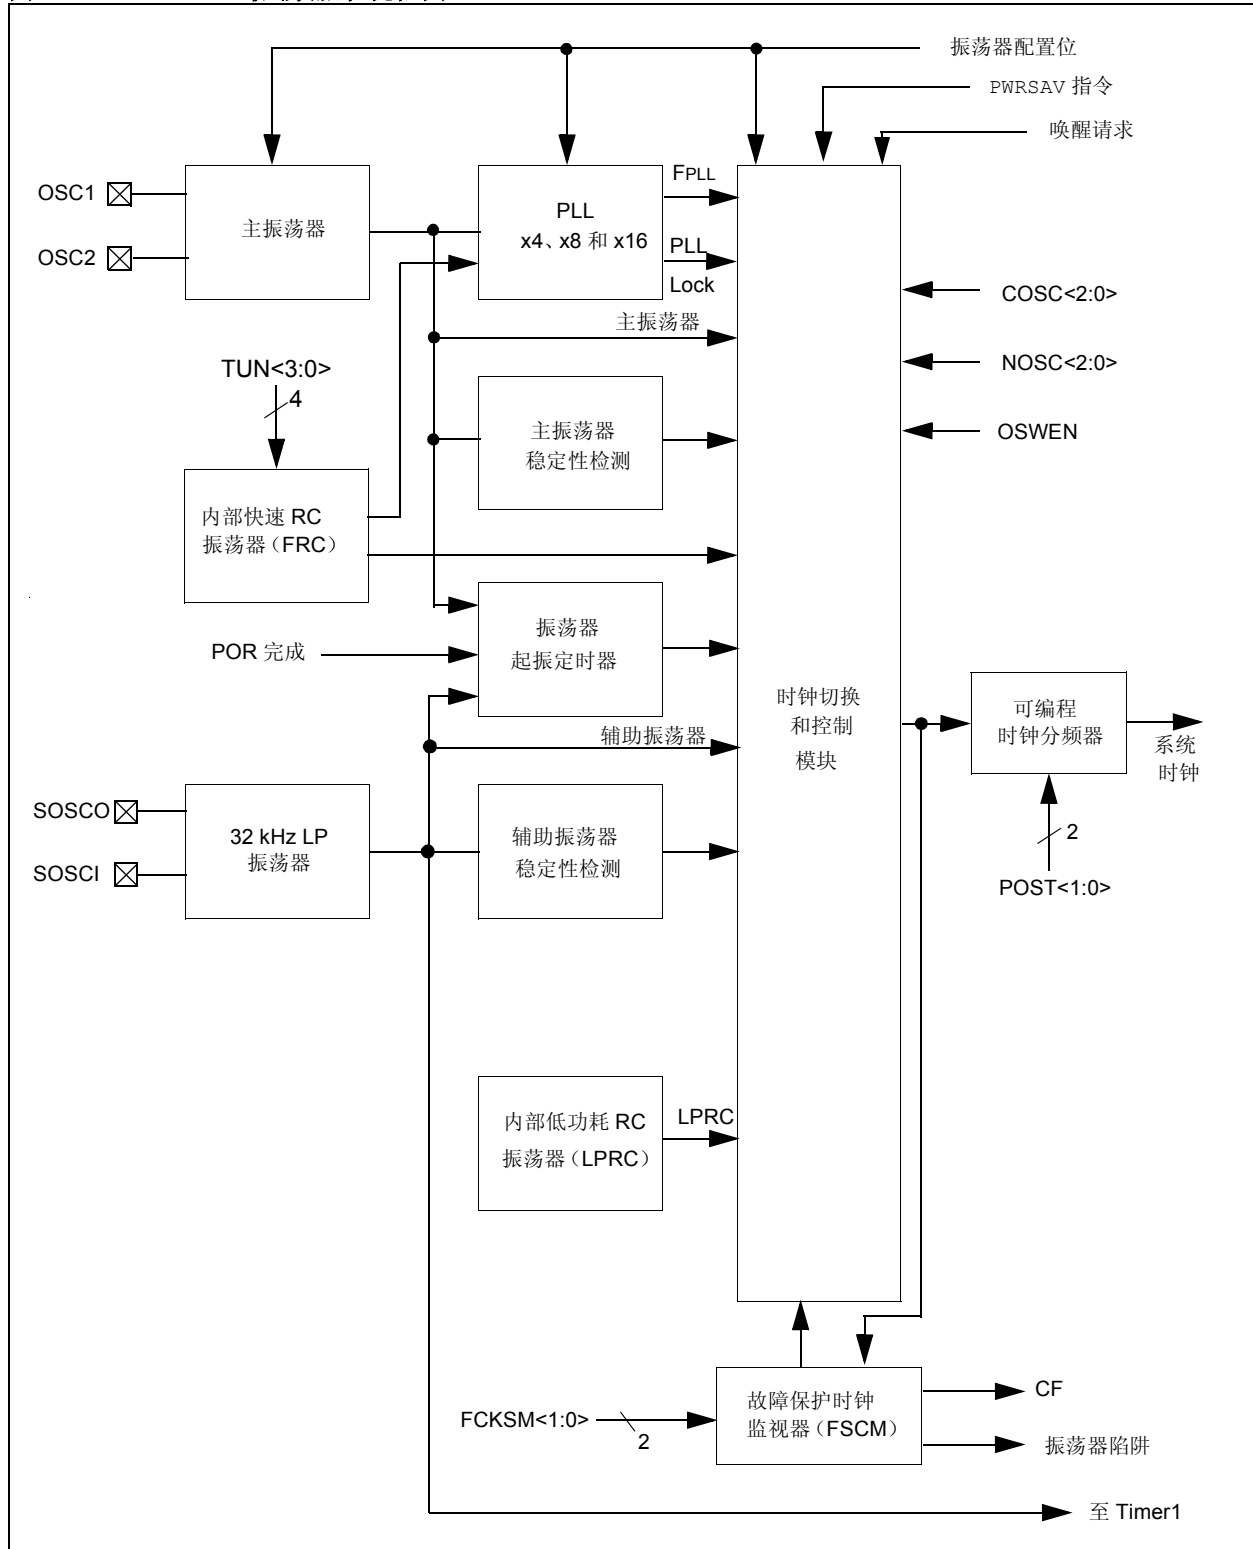 振荡器配置位
PWRSAV 指令
唤醒请求
OSC1
OSC2
主振荡器
PLL
x4、x8 和 x16
FPLL
PLL
Lock
主振荡器
COSC<2:0>
NOSC<2:0>
OSWEN
TUN<3:0>
4
主振荡器
稳定性检测
内部快速 RC
振荡器（FRC）
POR 完成
振荡器
起振定时器
辅助振荡器
时钟切换
和控制
模块
可编程
时钟分频器
系统
时钟
2
POST<1:0>
SOSCO
SOSCI
32 kHz LP
振荡器
辅助振荡器
稳定性检测
内部低功耗 RC
振荡器（LPRC）
LPRC
FCKSM<1:0>
2
故障保护时钟
监视器（FSCM）
CF
振荡器陷阱
至 Timer1